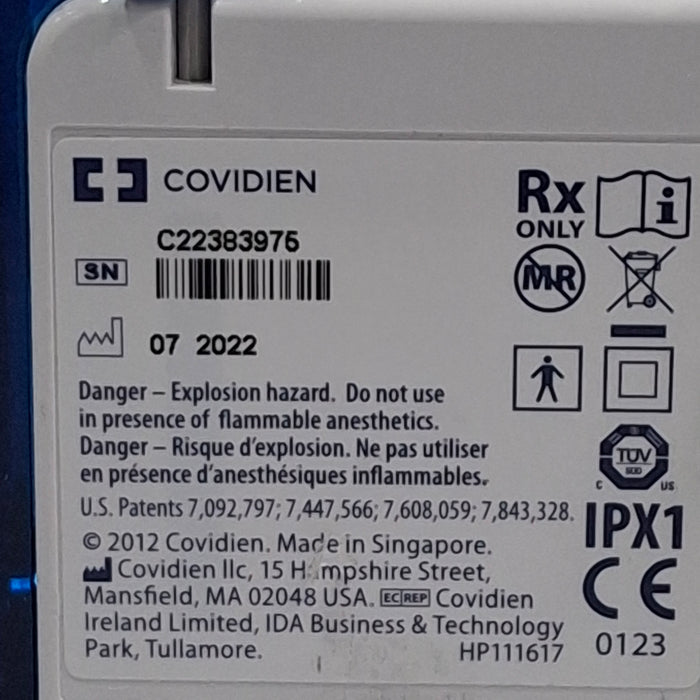 COVIDIEN
Rx
ONLY
i
C22383976
SN
MR
07 2022
Danger – Explosion hazard. Do not use
in presence of flammable anesthetics.
Danger – Risque d'explosion. Ne pas utiliser
en présence d'anesthésiques inflammables.
TÜV
SÜD
C US
U.S. Patents 7,092,797; 7,447,566; 7,608,059; 7,843,328.
IPX1
© 2012 Covidien. Made in Singapore.
Covidien llc, 15 Hampshire Street,
Mansfield, MA 02048 USA. EC REP Covidien
Ireland Limited, IDA Business & Technology
Park, Tullamore. HP111617
CE
0123